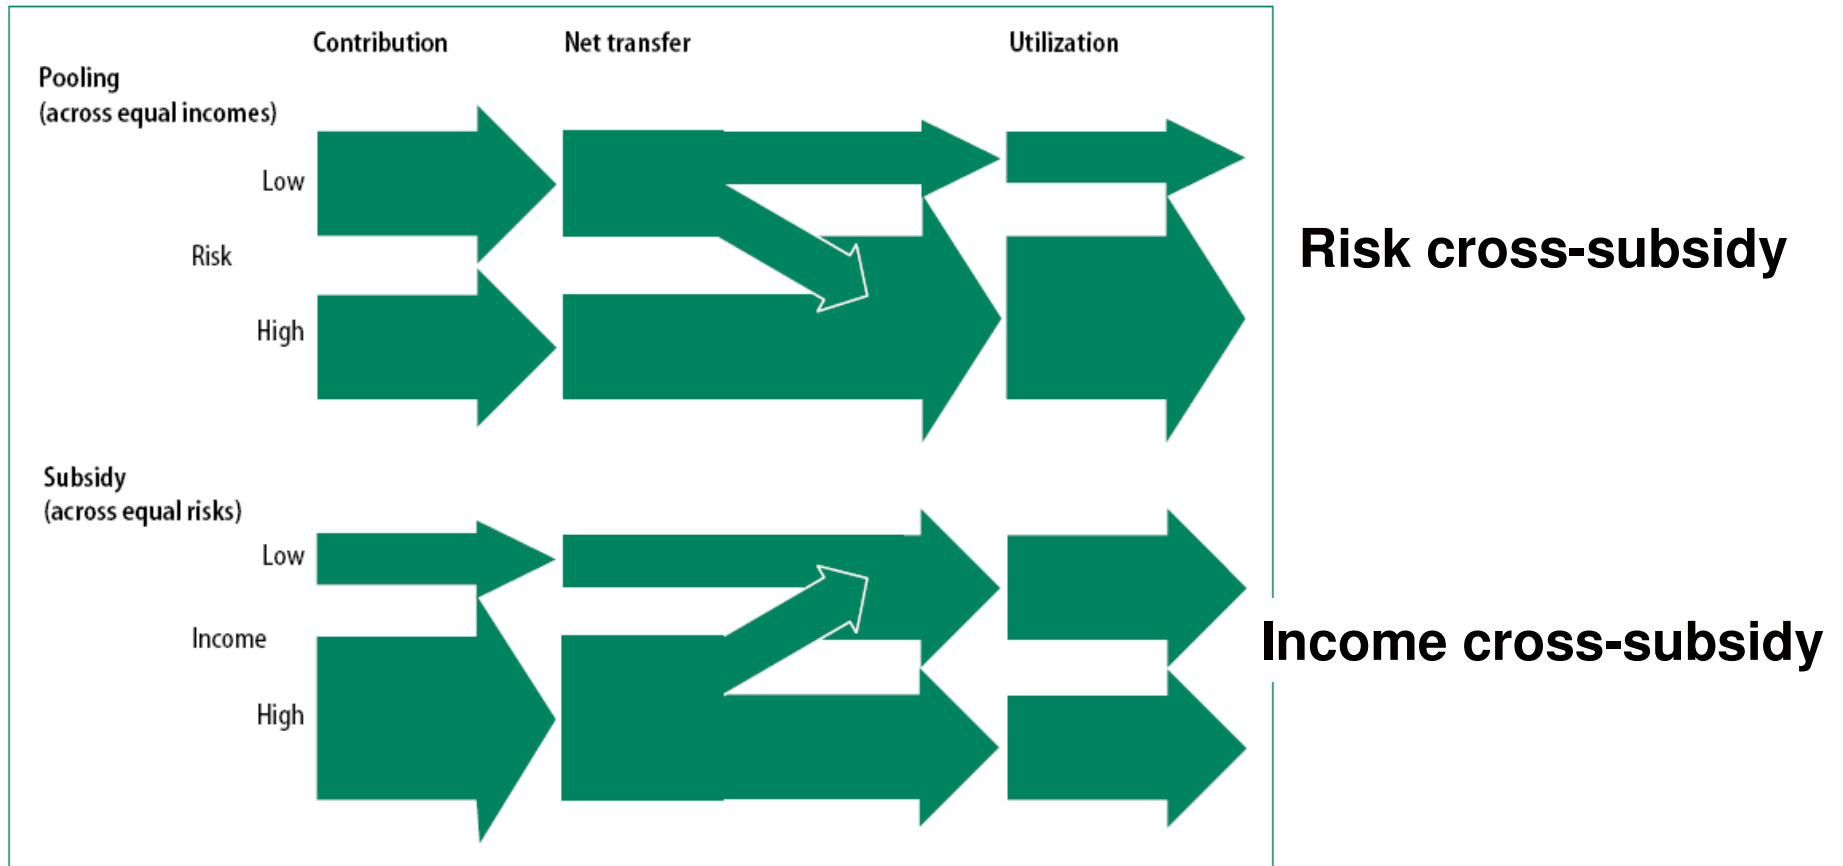 Contribution Net transfer Utilization
Pooling
(across equal incomes)
Low
Risk
High
Risk cross-subsidy
Subsidy
(across equal risks)
Low
Income
High
Income cross-subsidy